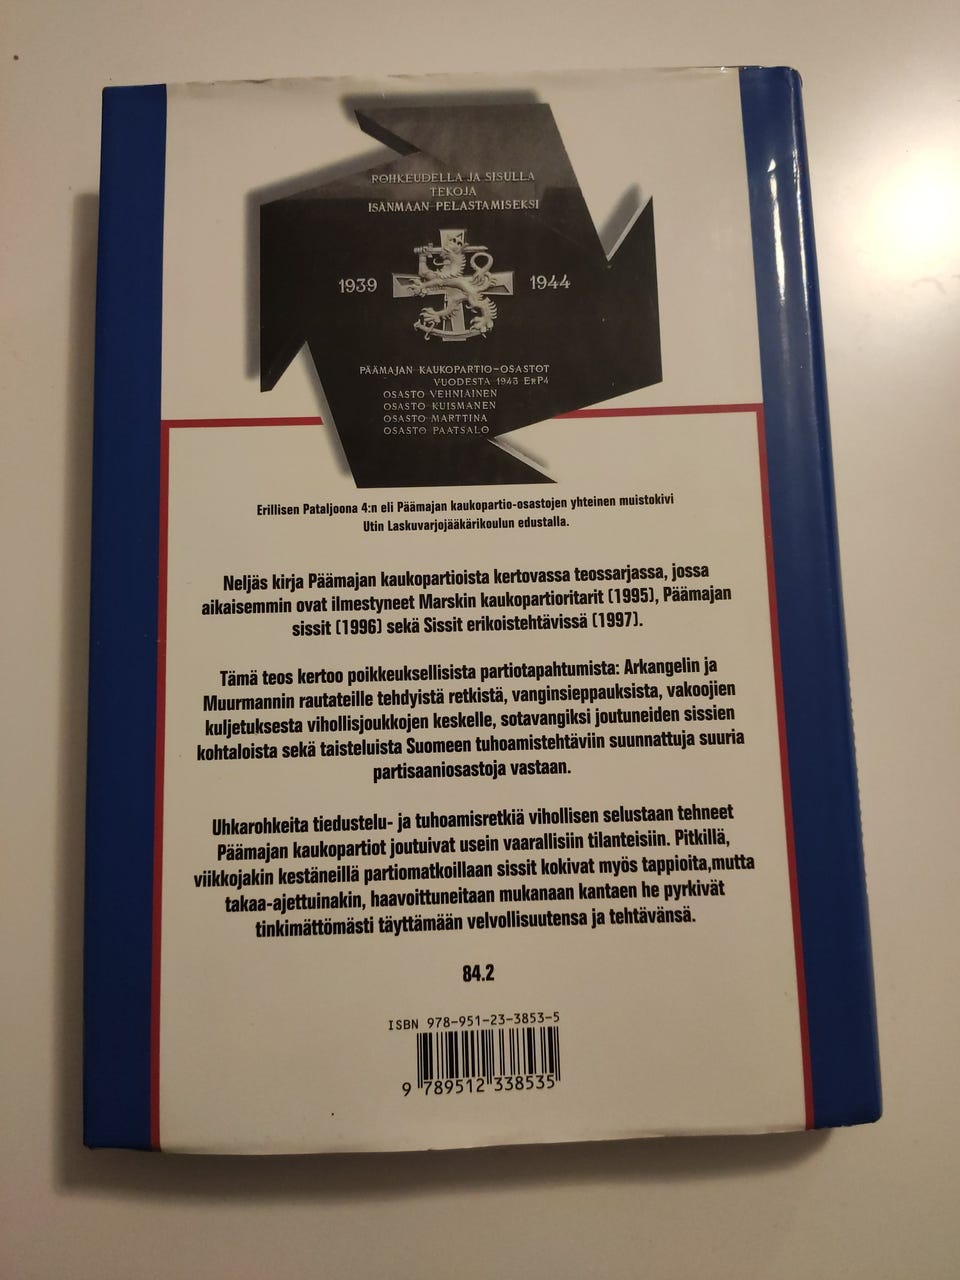 ROHKEUDELLA JA SISULLA
TEKOJA
ISÄNMAAN PELASTAMISEKSI
1939 1944
PÄÄMAJAN KAUKOPARTIO-OSASTOT
VUODESTA 1943 ErP4
OSASTO VEHNIÄINEN
OSASTO KUISMANEN
OSASTO MARTTINA
OSASTO PAATSALO
Erillisen Pataljoona 4:n eli Päämajan kaukopartio-osastojen yhteinen muistokivi
Utin Laskuvarjojääkärikoulun edustalla.
Neljäs kirja Päämajan kaukopartioista kertovassa teossarjassa, jossa
aikaisemmin ovat ilmestyneet Marskin kaukopartioritarit (1995), Päämajan
sissit (1996) sekä Sissit erikoistehtävissä (1997).
Tämä teos kertoo poikkeuksellisista partiotapahtumista: Arkangelin ja
Muurmannin rautateille tehdyistä retkistä, vanginsieppauksista, vakoojien
kuljetuksesta vihollisjoukkojen keskelle, sotavangiksi joutuneiden sissien
kohtaloista sekä taisteluista Suomeen tuhoamistehtäviin suunnattuja suuria
partisaaniosastoja vastaan.
Uhkarohkeita tiedustelu- ja tuhoamisretkiä vihollisen selustaan tehneet
Päämajan kaukopartiot joutuivat usein vaarallisiin tilanteisiin. Pitkillä,
viikkojakin kestäneillä partiomatkoillaan sissit kokivat myös tappioita,mutta
takaa-ajettuinakin, haavoittuneitaan mukanaan kantaen he pyrkivät
tinkimättömästi täyttämään velvollisuutensa ja tehtävänsä.
84.2
ISBN 978-951-23-3853-5
9 789512 338535